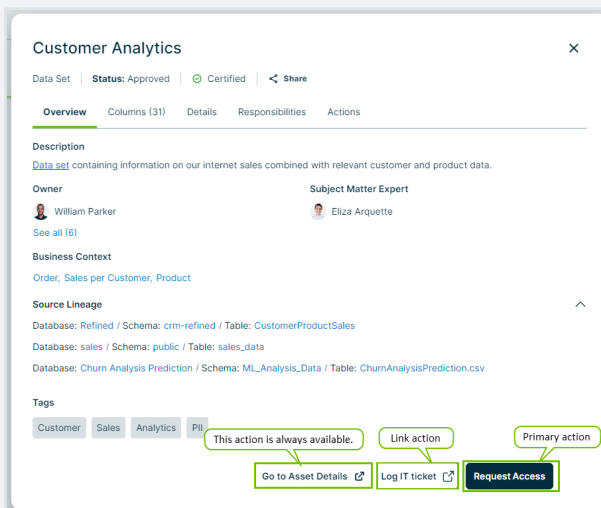 Customer Analytics
Data Set Status: Approved Certified Share
Overview Columns (31) Details Responsibilities Actions
Description
Data set containing information on our internet sales combined with relevant customer and product data.
Owner Subject Matter Expert
William Parker Eliza Arquette
See all (6)
Business Context
Order, Sales per Customer, Product
Source Lineage
Database: Refined / Schema: crm-refined / Table: CustomerProductSales
Database: sales / Schema: public / Table: sales_data
Database: Churn Analysis Prediction / Schema: ML_Analysis_Data / Table: ChurnAnalysisPrediction.csv
Tags
Customer Sales Analytics PII
This action is always available. Link action Primary action
Go to Asset Details Log IT ticket Request Access